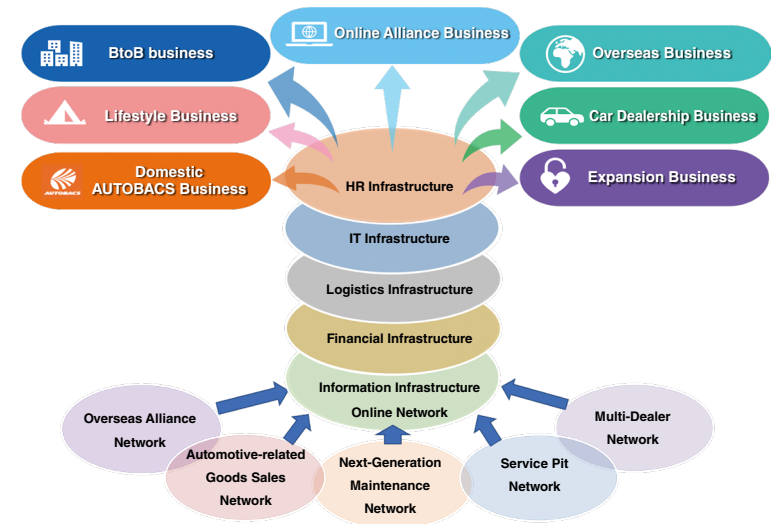 Online Alliance Business
BtoB business
Overseas Business
Lifestyle Business
Car Dealership Business
Domestic
AUTOBACS Business
AUTOBACS
Expansion Business
HR Infrastructure
IT Infrastructure
Logistics Infrastructure
Financial Infrastructure
Information Infrastructure
Online Network
Overseas Alliance
Network
Automotive-related
Goods Sales
Network
Next-Generation
Maintenance
Network
Service Pit
Network
Multi-Dealer
Network